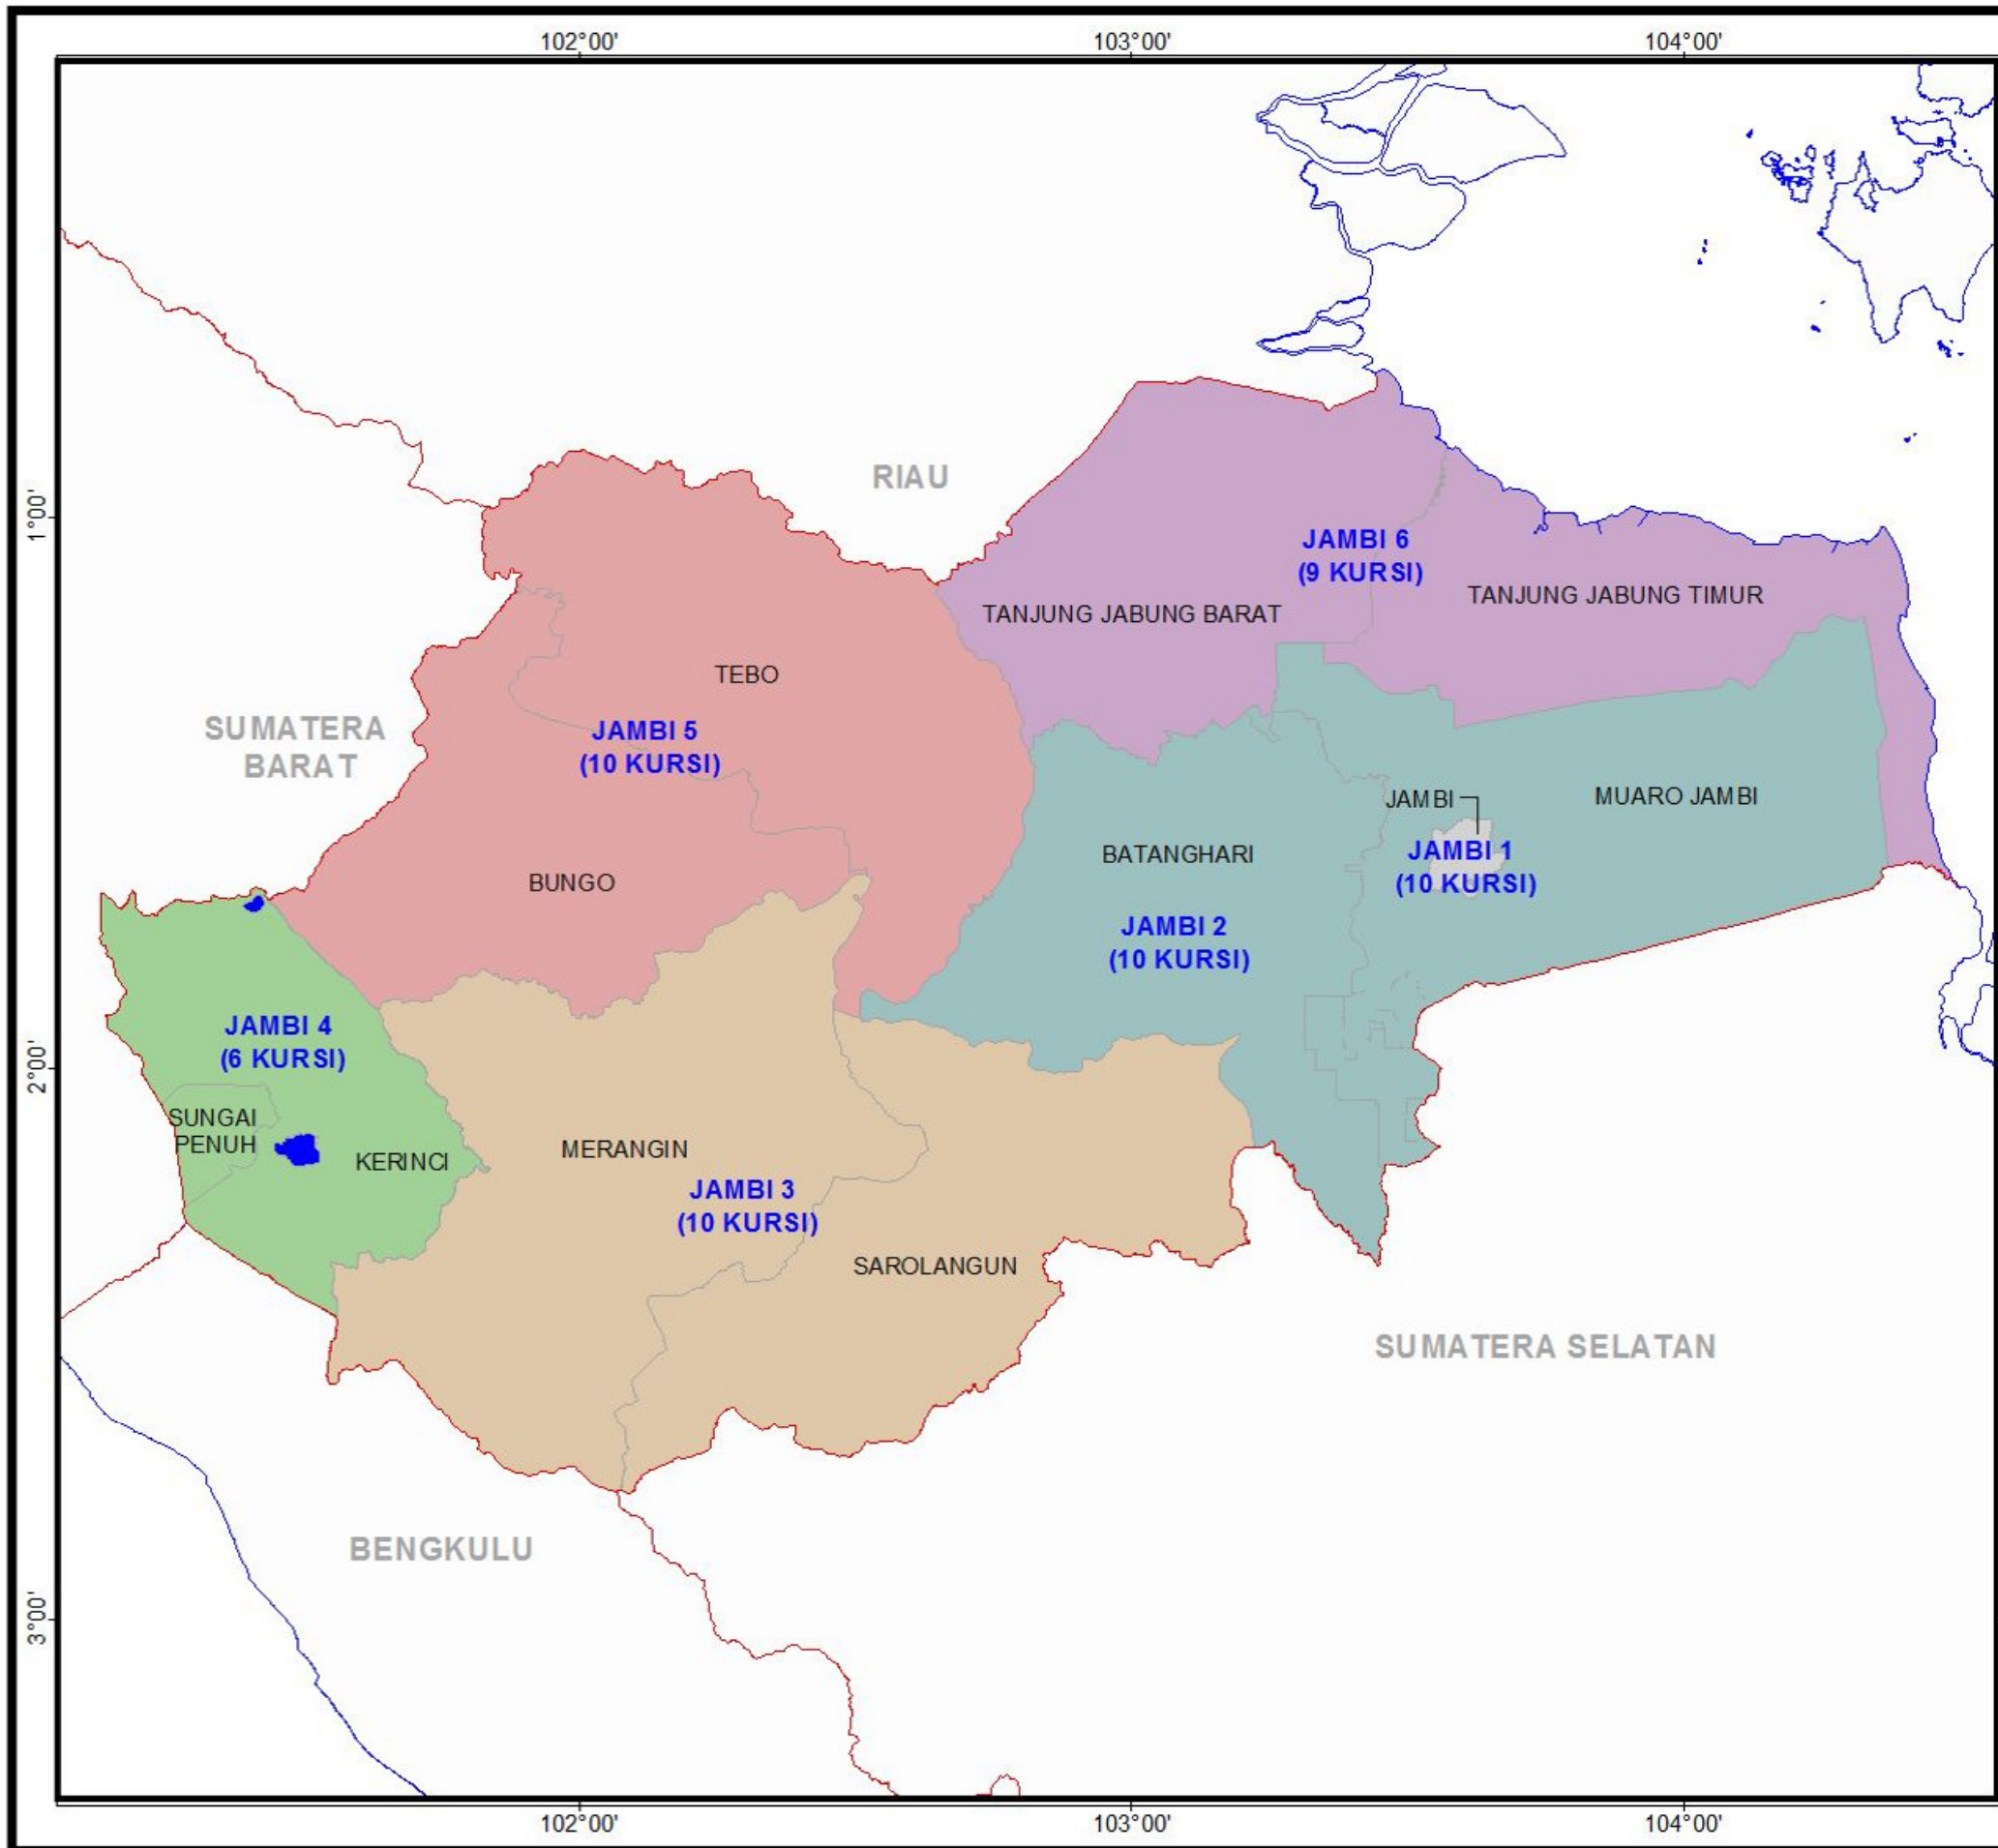 102°00'
103°00'
104°00'
RIAU
1°00'
JAMBI 6
(9 KURSI)
TANJUNG JABUNG BARAT
TANJUNG JABUNG TIMUR
TEBO
SUMATERA
BARAT
JAMBI 5
(10 KURSI)
JAMBI
MUARO JAMBI
BATANGHARI
JAMBI 1
(10 KURSI)
BUNGO
JAMBI 2
(10 KURSI)
JAMBI 4
(6 KURSI)
2°00'
SUNGAI
PENUH
KERINCI
MERANGIN
JAMBI 3
(10 KURSI)
SAROLANGUN
SUMATERA SELATAN
BENGKULU
3°00'
102°00'
103°00'
104°00'